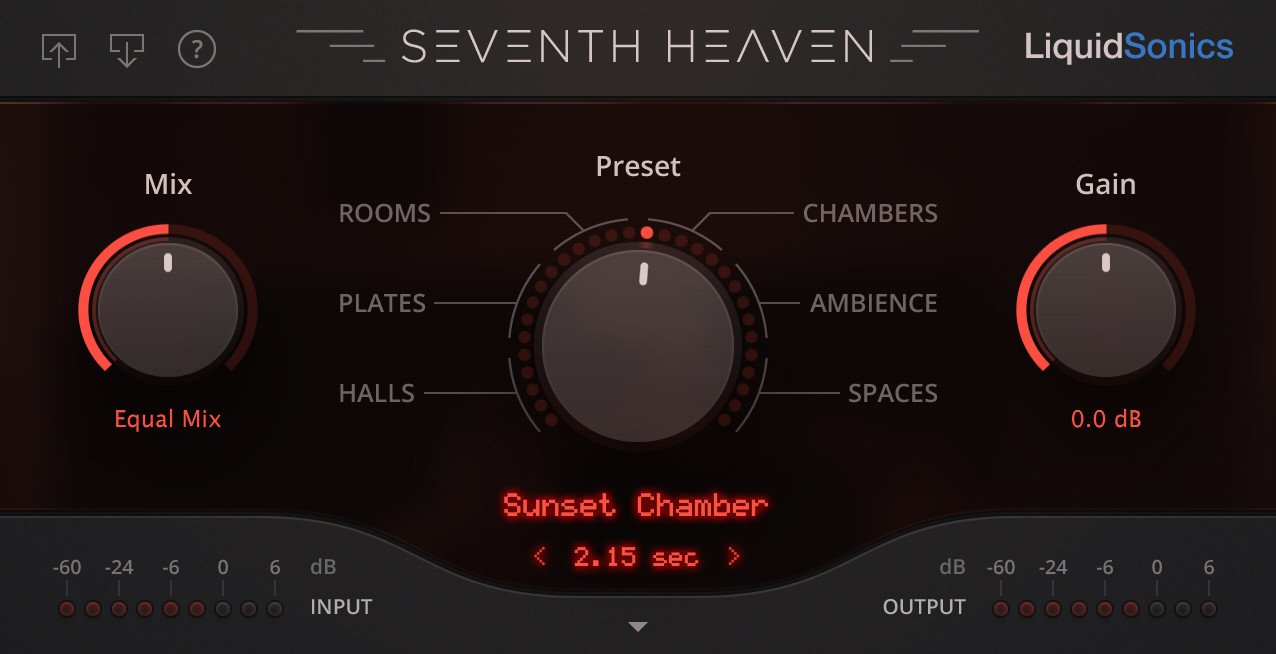 ?
SEVENTH HEAVEN
LiquidSonics
Mix
Preset
Gain
ROOMS
CHAMBERS
PLATES
AMBIENCE
HALLS
SPACES
Equal Mix
0.0 dB
Sunset Chamber
< 2.15 sec >
-60 -24 -6 0 6 dB
INPUT
dB -60 -24 -6 0 6
OUTPUT